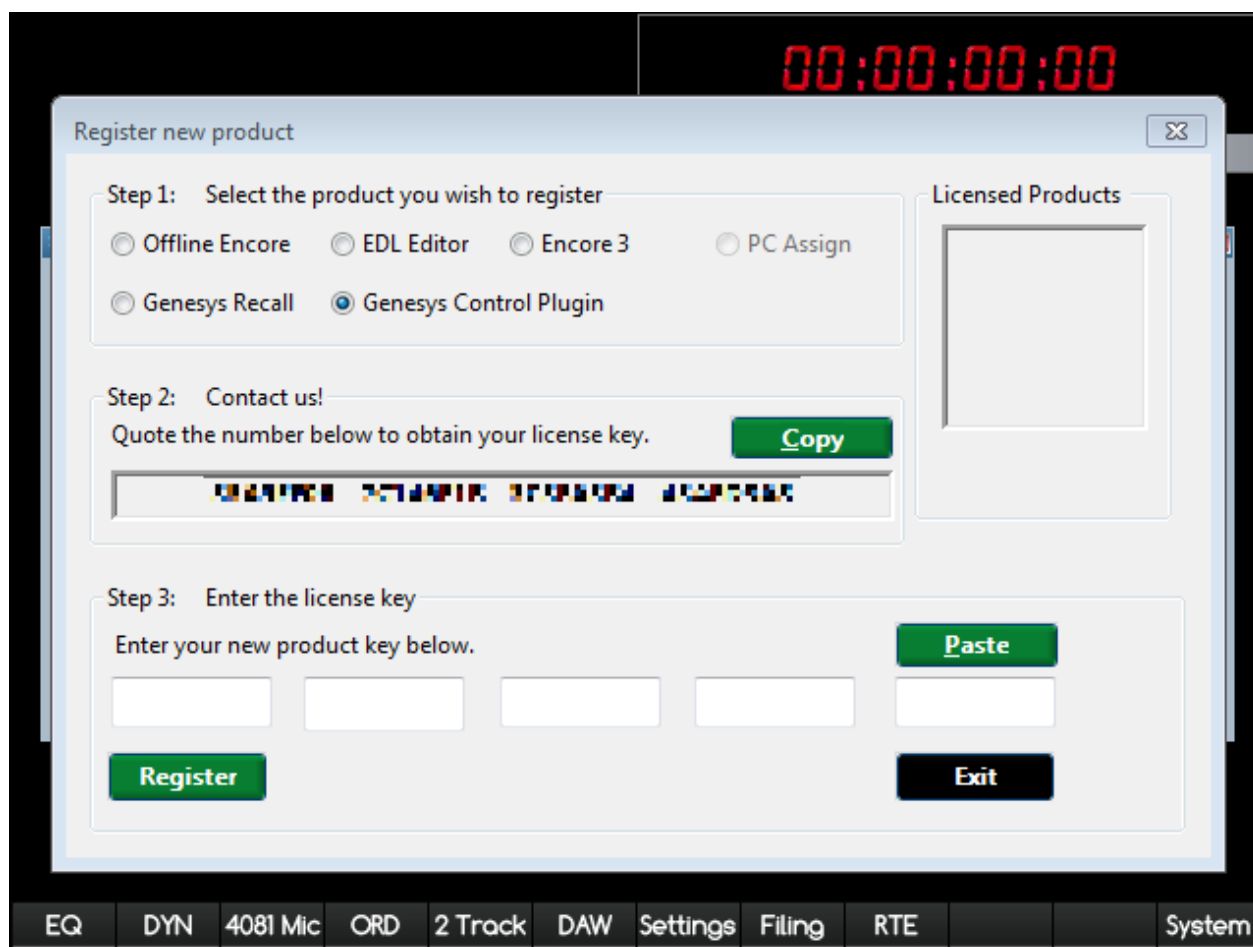 00:00:00:00
Register new product
Step 1: Select the product you wish to register
Licensed Products
Offline Encore EDL Editor Encore 3 PC Assign
Genesys Recall Genesys Control Plugin
Step 2: Contact us!
Quote the number below to obtain your license key. Copy
Step 3: Enter the license key
Enter your new product key below. Paste
Register Exit
EQ DYN 4081 Mic ORD 2 Track DAW Settings Filing RTE System